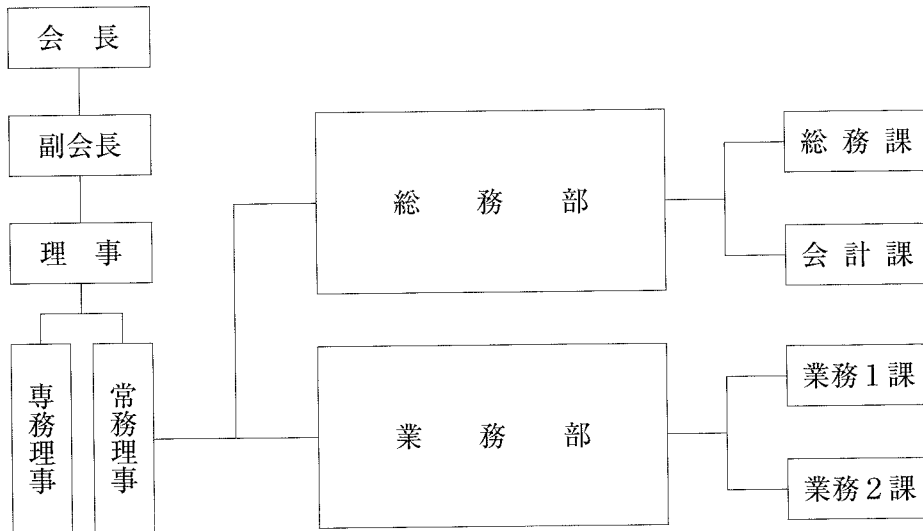 会長
副会長
理事
専務理事
常務理事
総務部
業務部
総務課
会計課
業務1課
業務2課